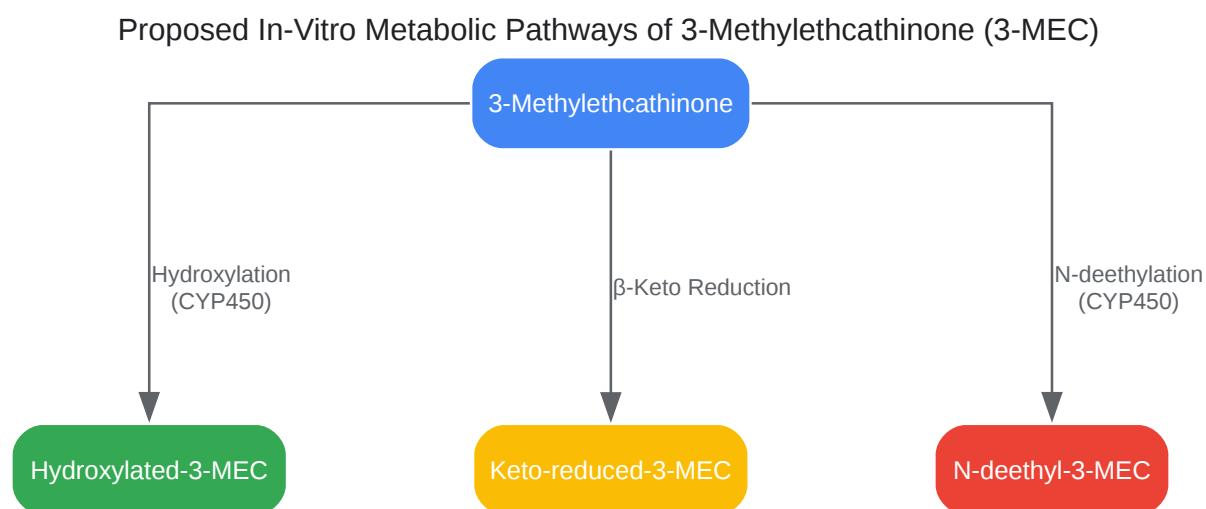 Proposed In-Vitro Metabolic Pathways of 3-Methylethcathinone (3-MEC)
3-Methylethcathinone
Hydroxylation
(CYP450)
β-Keto Reduction
N-deethylation
(CYP450)
Hydroxylated-3-MEC
Keto-reduced-3-MEC
N-deethyl-3-MEC